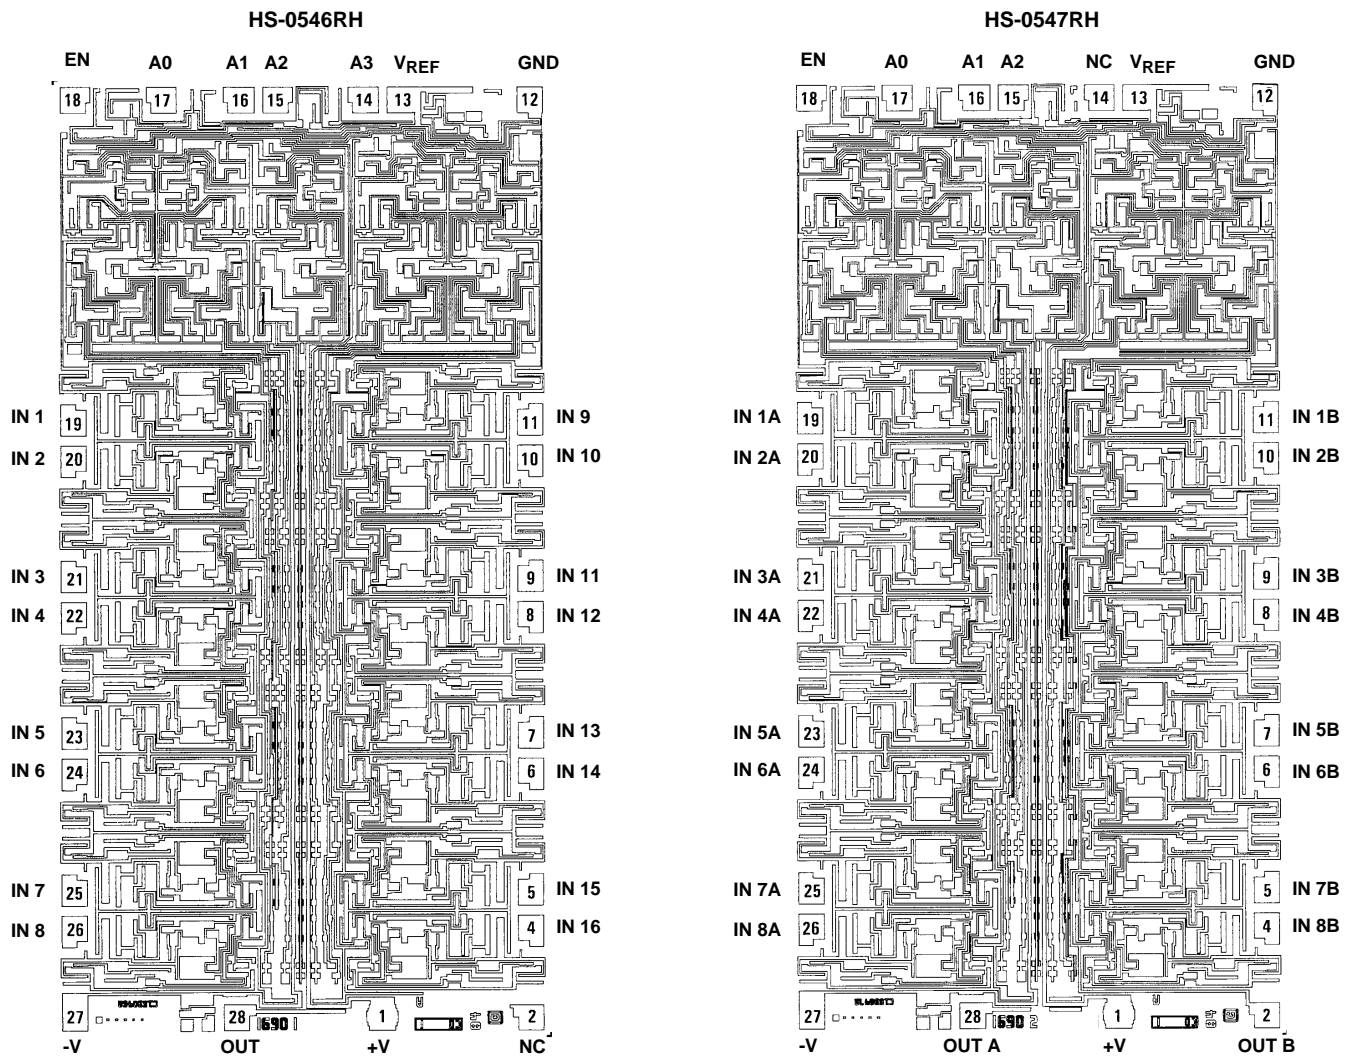 HS-0546RH
EN A0 A1 A2 A3 VREF GND
18 17 16 15 14 13 12
IN 1 19 11 IN 9
IN 2 20 10 IN 10
IN 3 21 9 IN 11
IN 4 22 8 IN 12
IN 5 23 7 IN 13
IN 6 24 6 IN 14
IN 7 25 5 IN 15
IN 8 26 4 IN 16
27 28 1 2
1690
-V OUT +V NC
HS-0547RH
EN A0 A1 A2 NC VREF GND
18 17 16 15 14 13 12
IN 1A 19 11 IN 1B
IN 2A 20 10 IN 2B
IN 3A 21 9 IN 3B
IN 4A 22 8 IN 4B
IN 5A 23 7 IN 5B
IN 6A 24 6 IN 6B
IN 7A 25 5 IN 7B
IN 8A 26 4 IN 8B
27 28 1 2
-V OUT A +V OUT B